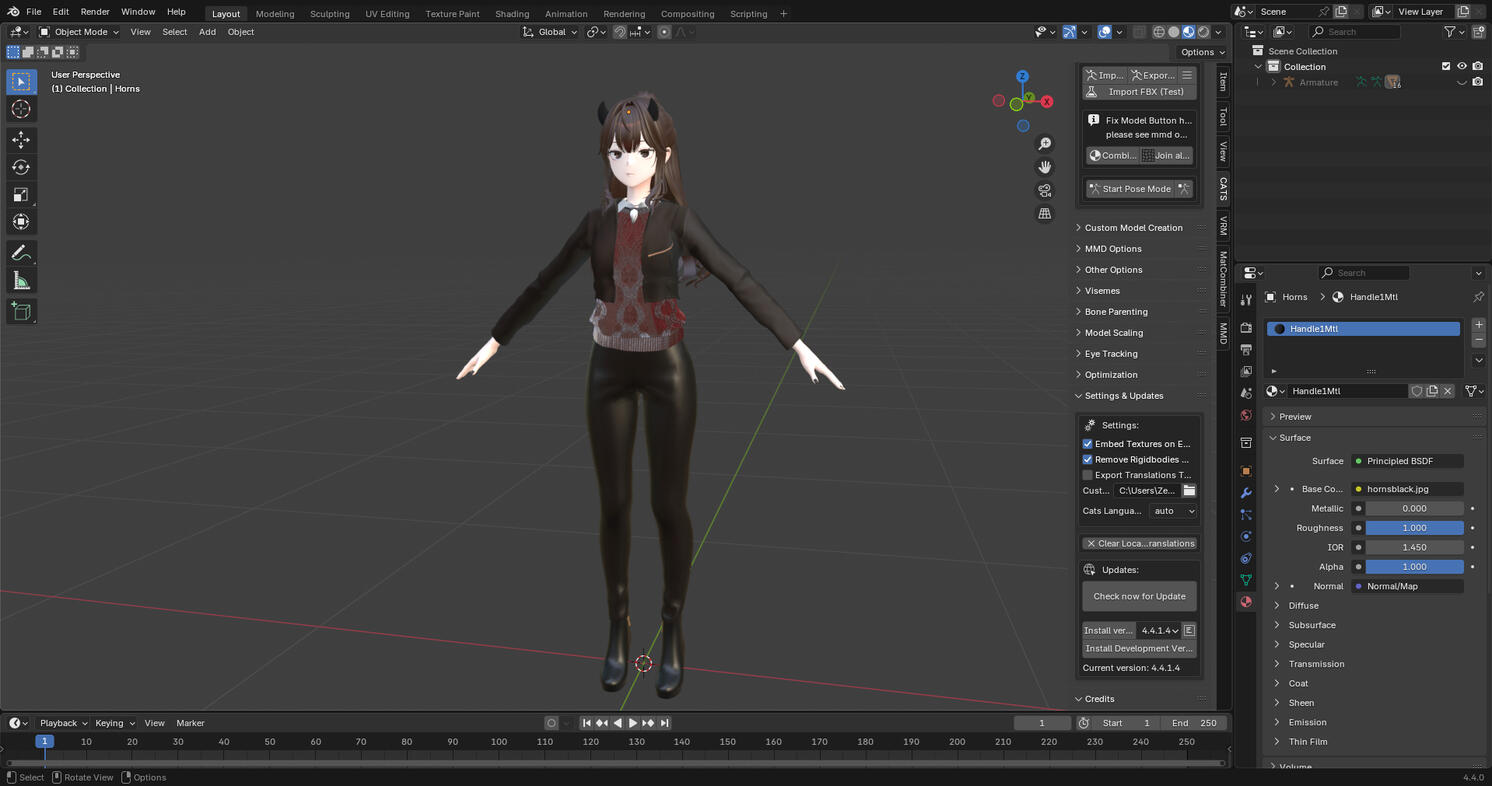 File Edit Render Window Help Layout Modeling Sculpting UV Editing Texture Paint Shading Animation Rendering Compositing Scripting + Scene View Layer
Object Mode View Select Add Object Global Search
Options
User Perspective
(1) Collection | Horns
Z
Y
X
Imp... Expor...
Import FBX (Test)
Fix Model Button h...
please see mmd o...
Combi... Join al...
Start Pose Mode
Custom Model Creation
MMD Options
Other Options
Visemes
Bone Parenting
Model Scaling
Eye Tracking
Optimization
Settings & Updates
Settings:
Embed Textures on E...
Remove Rigidbodies ...
Export Translations T...
Cust... C:\Users\Ze...
Cats Langua... auto
Clear Loca...ranslations
Updates:
Check now for Update
Install ver... 4.4.1.4
Install Development Ver...
Current version: 4.4.1.4
Credits
Item
Tool
View
CATS
VRM
MatCombiner
MMD
Scene Collection
Collection
Armature 16
Search
Horns Handle1Mtl
Handle1Mtl
Handle1Mtl
Preview
Surface
Surface Principled BSDF
Base Co... hornsblack.jpg
Metallic 0.000
Roughness 1.000
IOR 1.450
Alpha 1.000
Normal Normal/Map
Diffuse
Subsurface
Specular
Transmission
Coat
Sheen
Emission
Thin Film
Volume
Playback Keying View Marker 1 Start 1 End 250
1 10 20 30 40 50 60 70 80 90 100 110 120 130 140 150 160 170 180 190 200 210 220 230 240 250
Select Rotate View Options 4.4.0